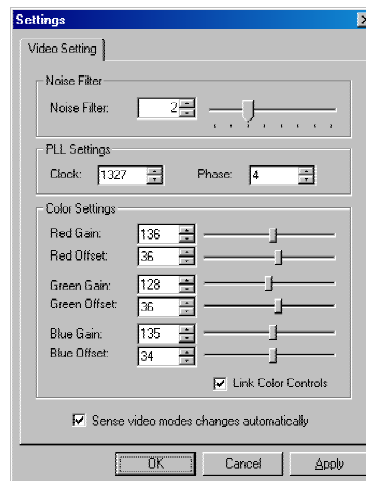 Settings
Video Setting
Noise Filter
Noise Filter: 2
PLL Settings
Clock: 1327 Phase: 4
Color Settings
Red Gain: 136
Red Offset: 36
Green Gain: 128
Green Offset: 36
Blue Gain: 135
Blue Offset: 34
Link Color Controls
Sense video modes changes automatically
OK Cancel Apply